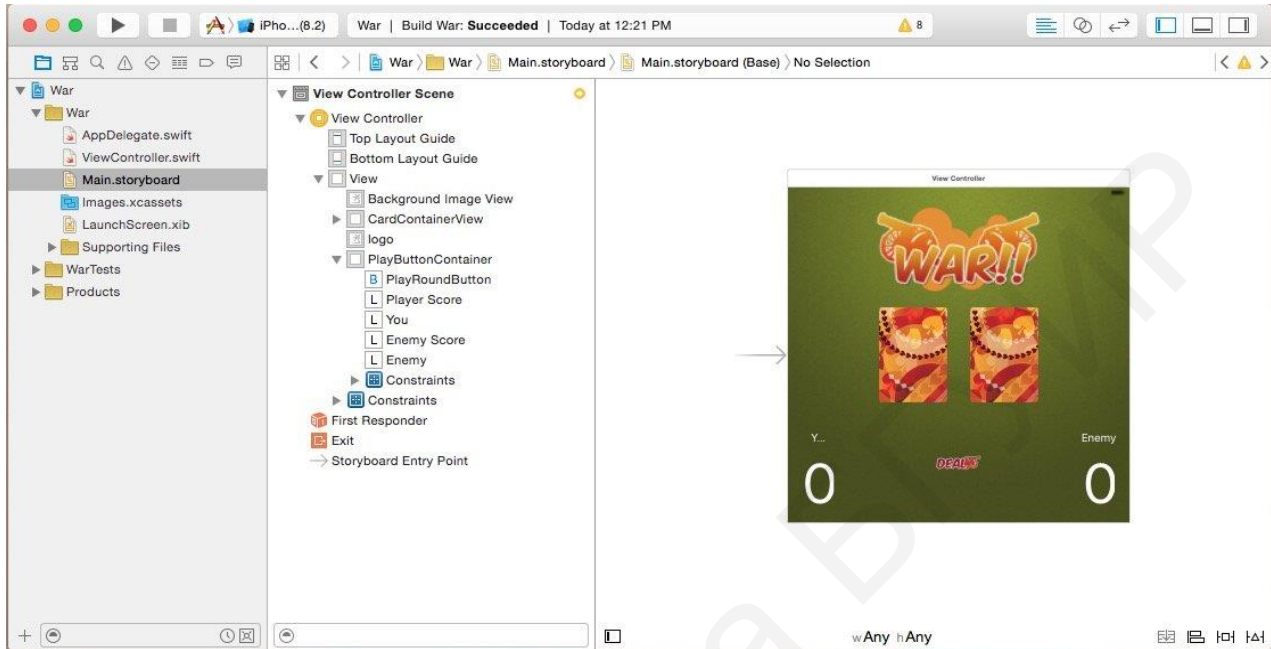 iPho...(8.2)
War | Build War: Succeeded | Today at 12:21 PM
8
War
War
AppDelegate.swift
ViewController.swift
Main.storyboard
Images.xcassets
LaunchScreen.xib
Supporting Files
WarTests
Products
War
War
Main.storyboard
Main.storyboard (Base)
No Selection
View Controller Scene
View Controller
Top Layout Guide
Bottom Layout Guide
View
Background Image View
CardContainerView
logo
PlayButtonContainer
B PlayRoundButton
L Player Score
L You
L Enemy Score
L Enemy
Constraints
Constraints
First Responder
Exit
Storyboard Entry Point
View Controller
WAR!!
Y...
Enemy
0
DEAL
0
wAny hAny